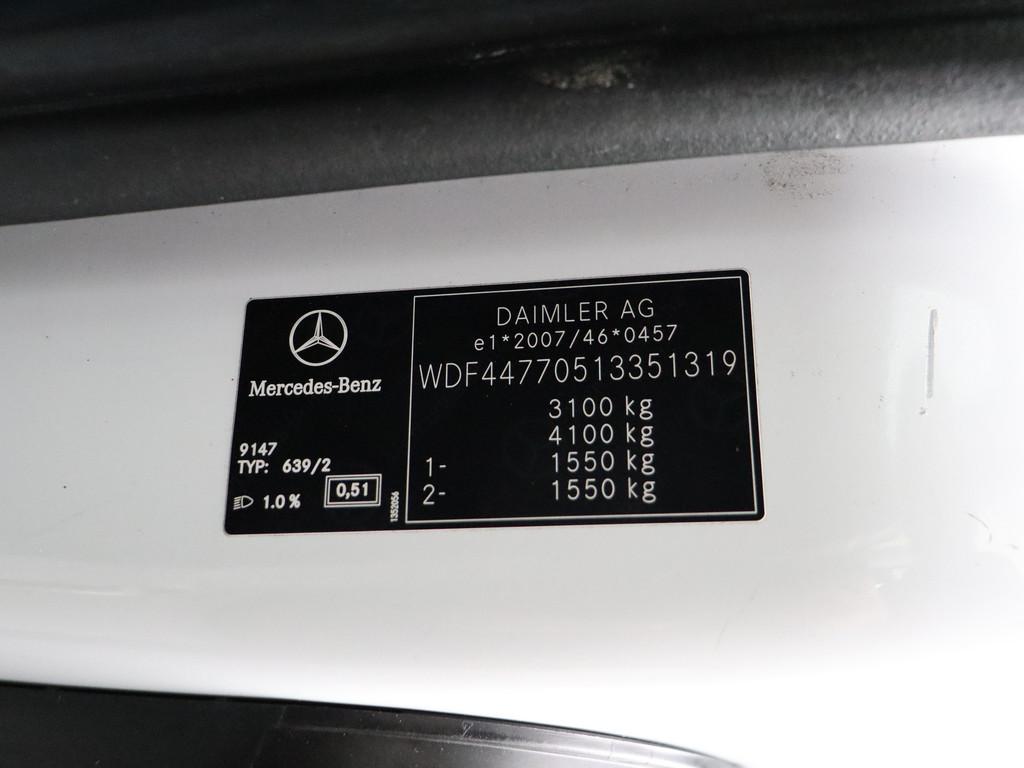 Mercedes-Benz
9147
TYP: 639/2
1.0 %
0,51
1352056
DAIMLER AG
e1*2007/46*0457
WDF44770513351319
3100 kg
4100 kg
1- 1550 kg
2- 1550 kg